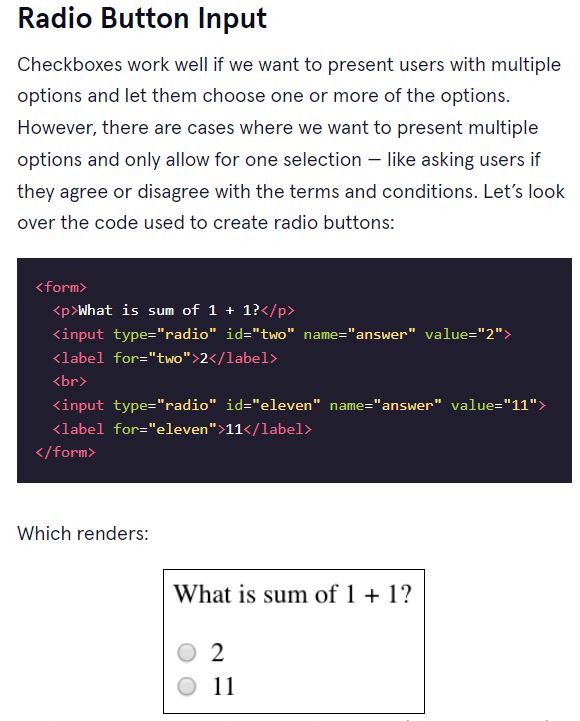 Radio Button Input
Checkboxes work well if we want to present users with multiple
options and let them choose one or more of the options.
However, there are cases where we want to present multiple
options and only allow for one selection — like asking users if
they agree or disagree with the terms and conditions. Let’s look
over the code used to create radio buttons:
<form>
<p>What is sum of 1 + 1?</p>
<input type="radio" id="two" name="answer" value="2">
<label for="two">2</label>
<br>
<input type="radio" id="eleven" name="answer" value="11">
<label for="eleven">11</label>
</form>
Which renders:
What is sum of 1 + 1?
2
11